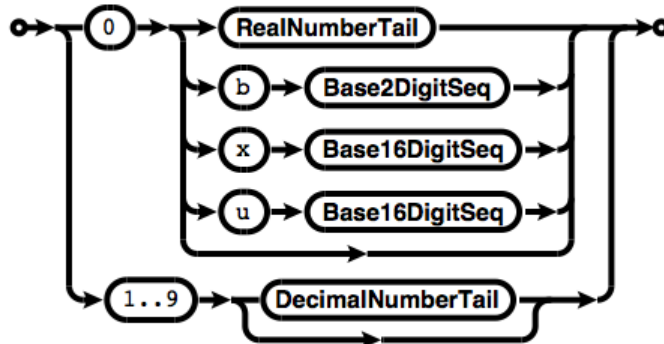 0 RealNumberTail
b Base2DigitSeq
x Base16DigitSeq
u Base16DigitSeq
1..9 DecimalNumberTail